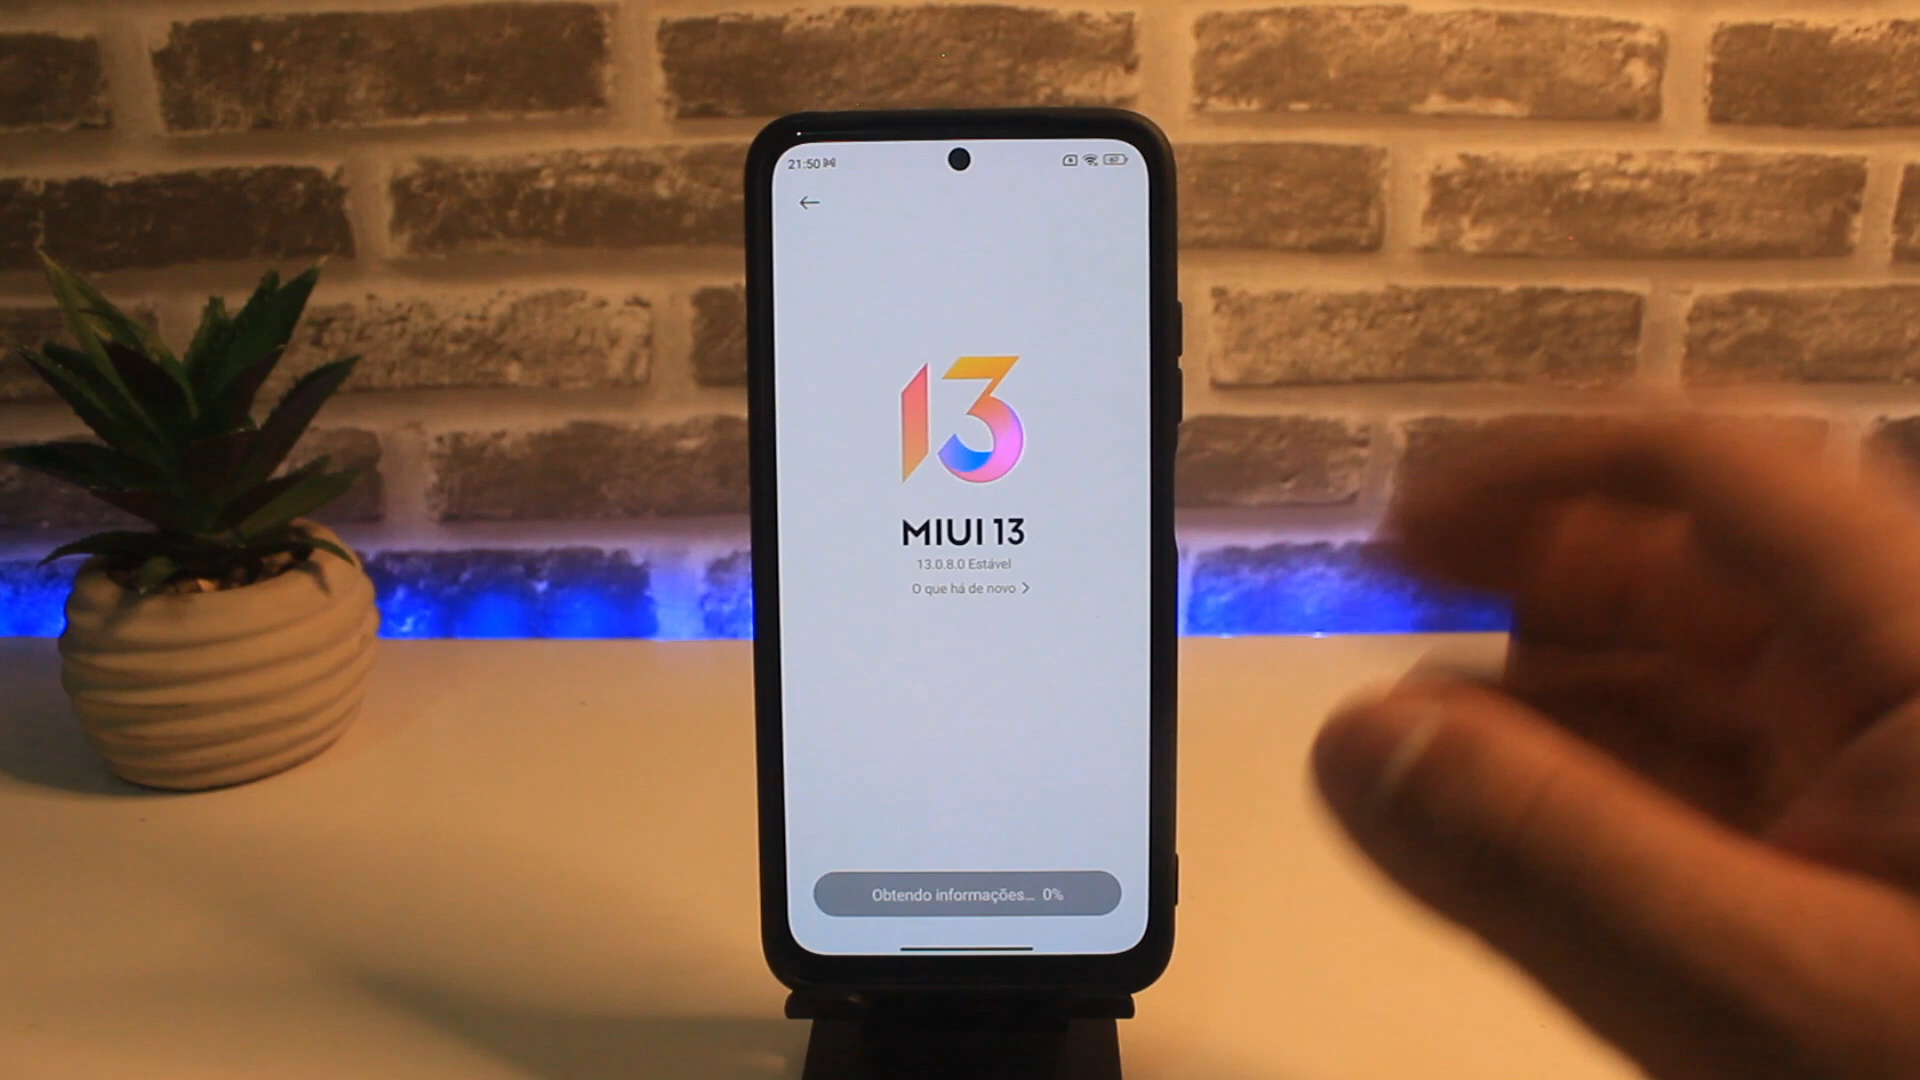 21:50
13
MIUI 13
13.0.8.0 Estável
O que há de novo
Obtendo informações... 0%